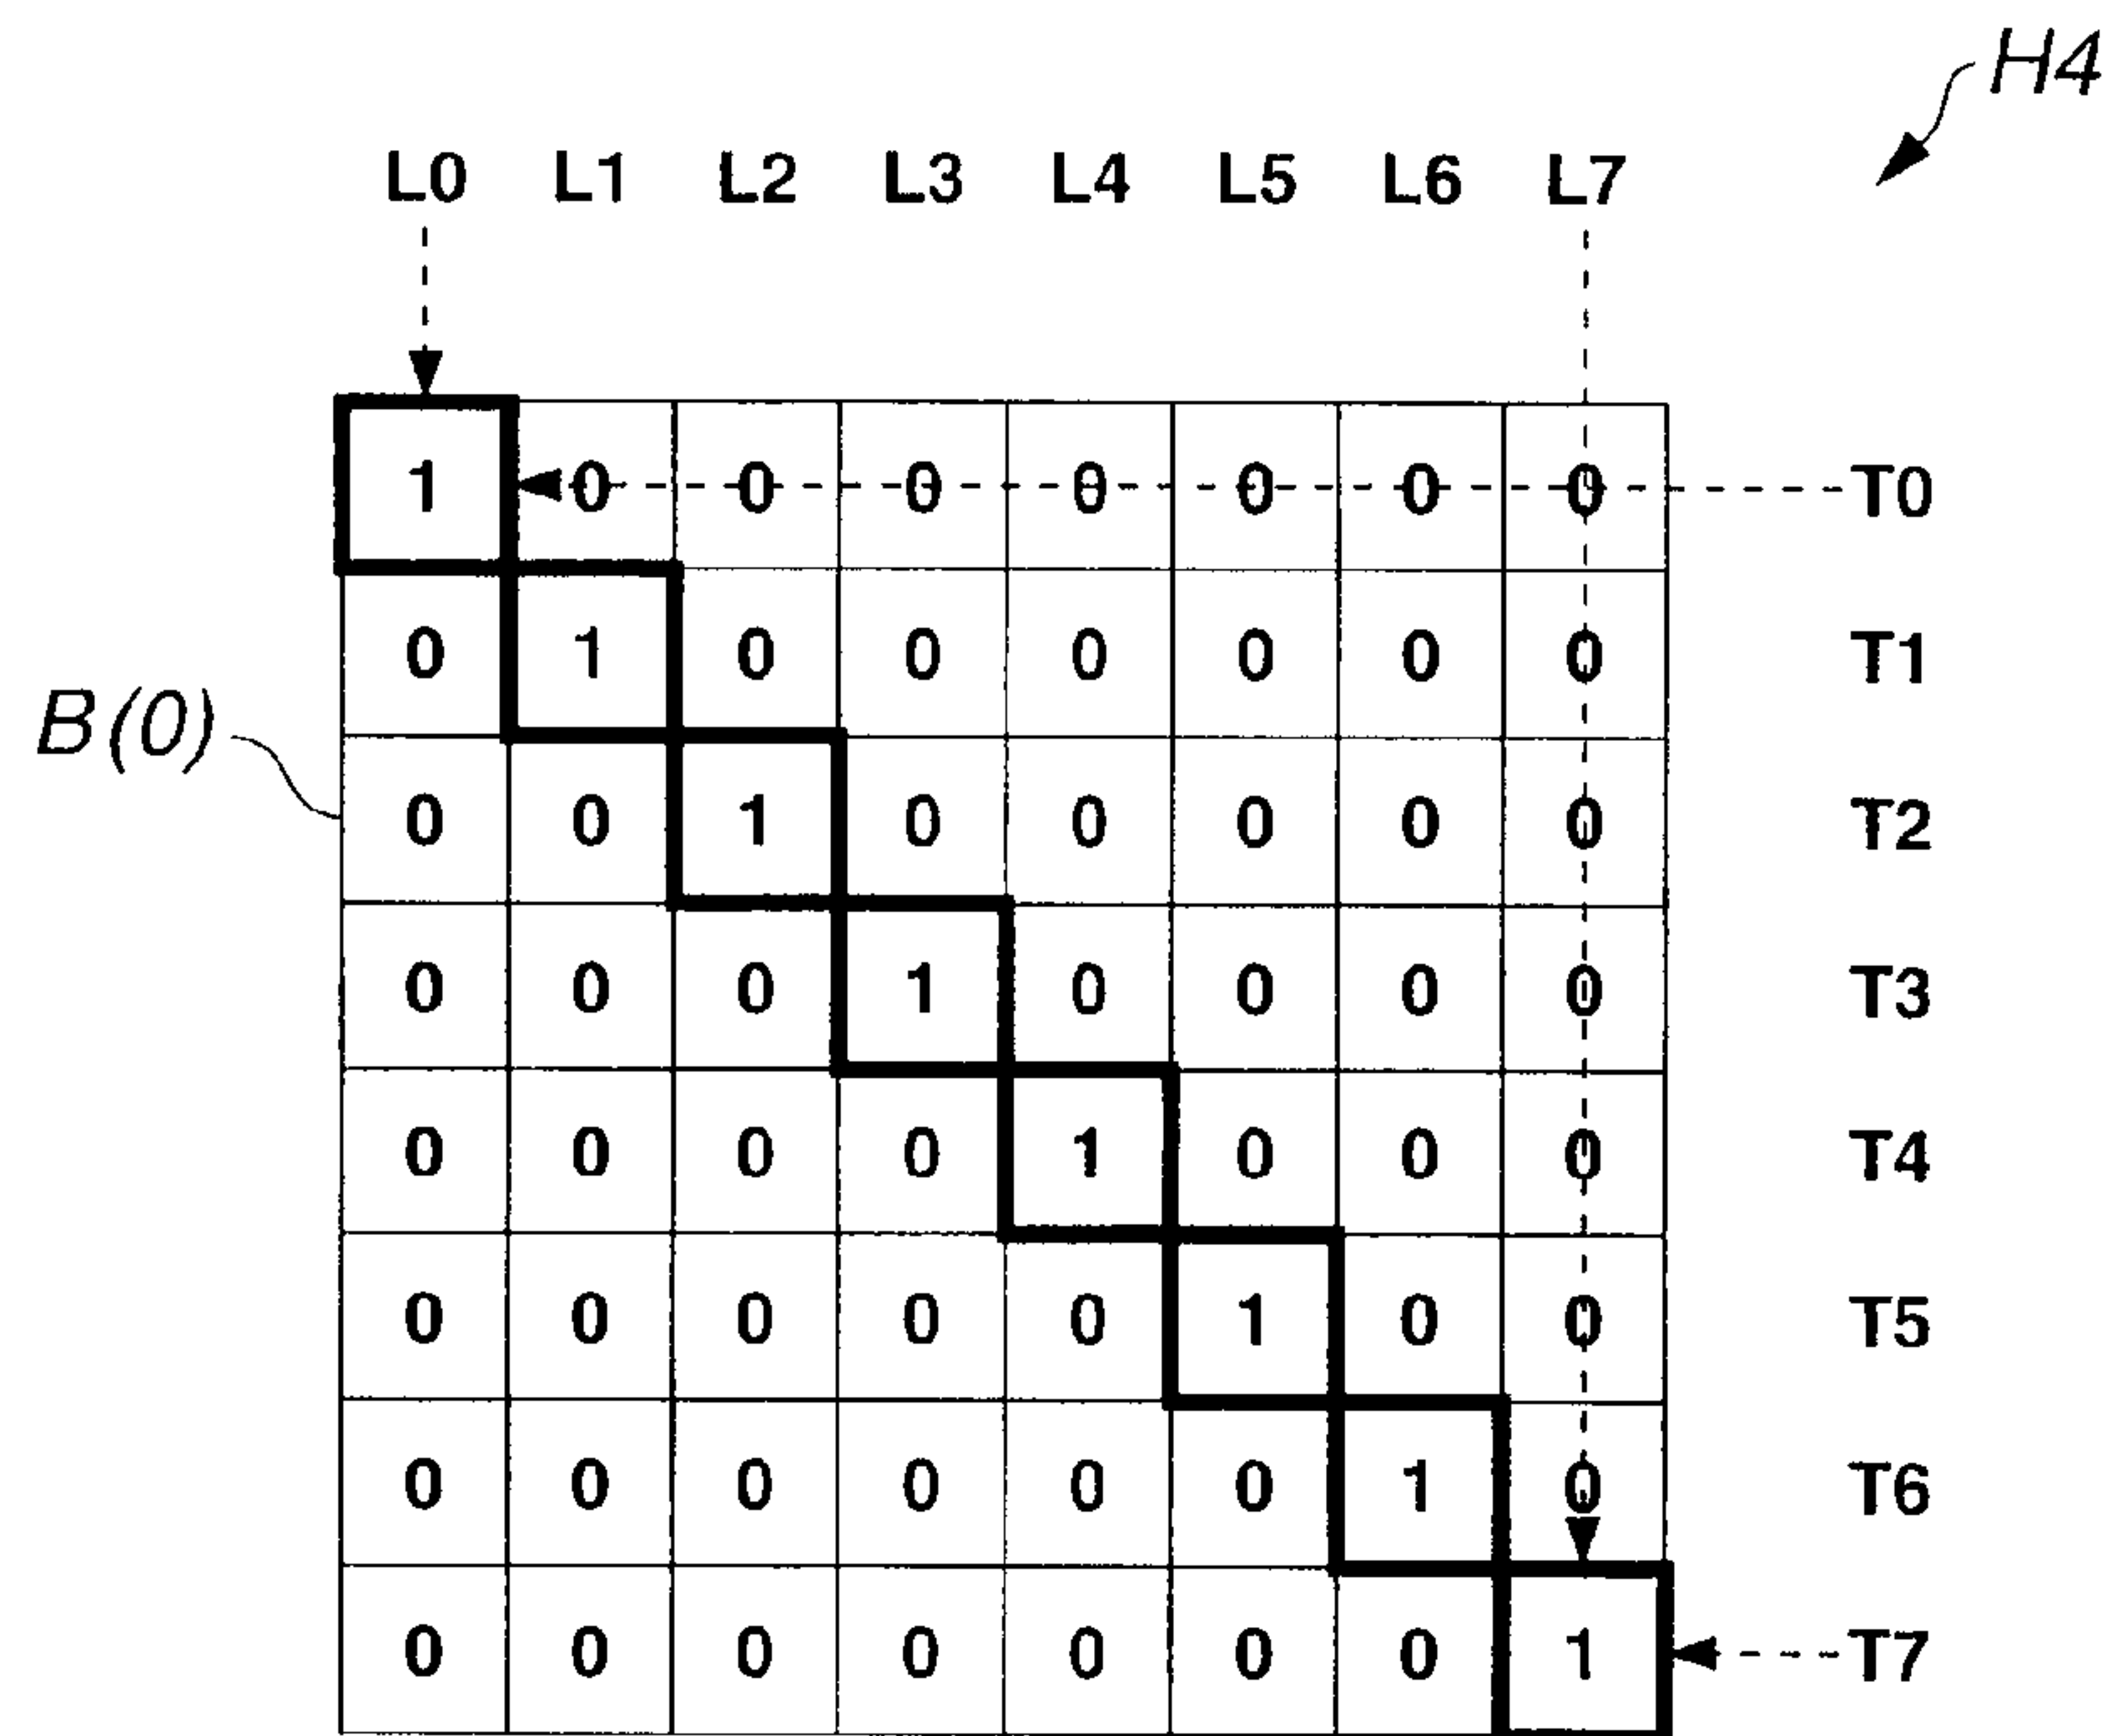 H4
L0 L1 L2 L3 L4 L5 L6 L7
1 0 0 0 0 0 0 0 T0
0 1 0 0 0 0 0 0 T1
B(0)
0 0 1 0 0 0 0 0 T2
0 0 0 1 0 0 0 0 T3
0 0 0 0 1 0 0 0 T4
0 0 0 0 0 1 0 0 T5
0 0 0 0 0 0 1 0 T6
0 0 0 0 0 0 0 1 T7